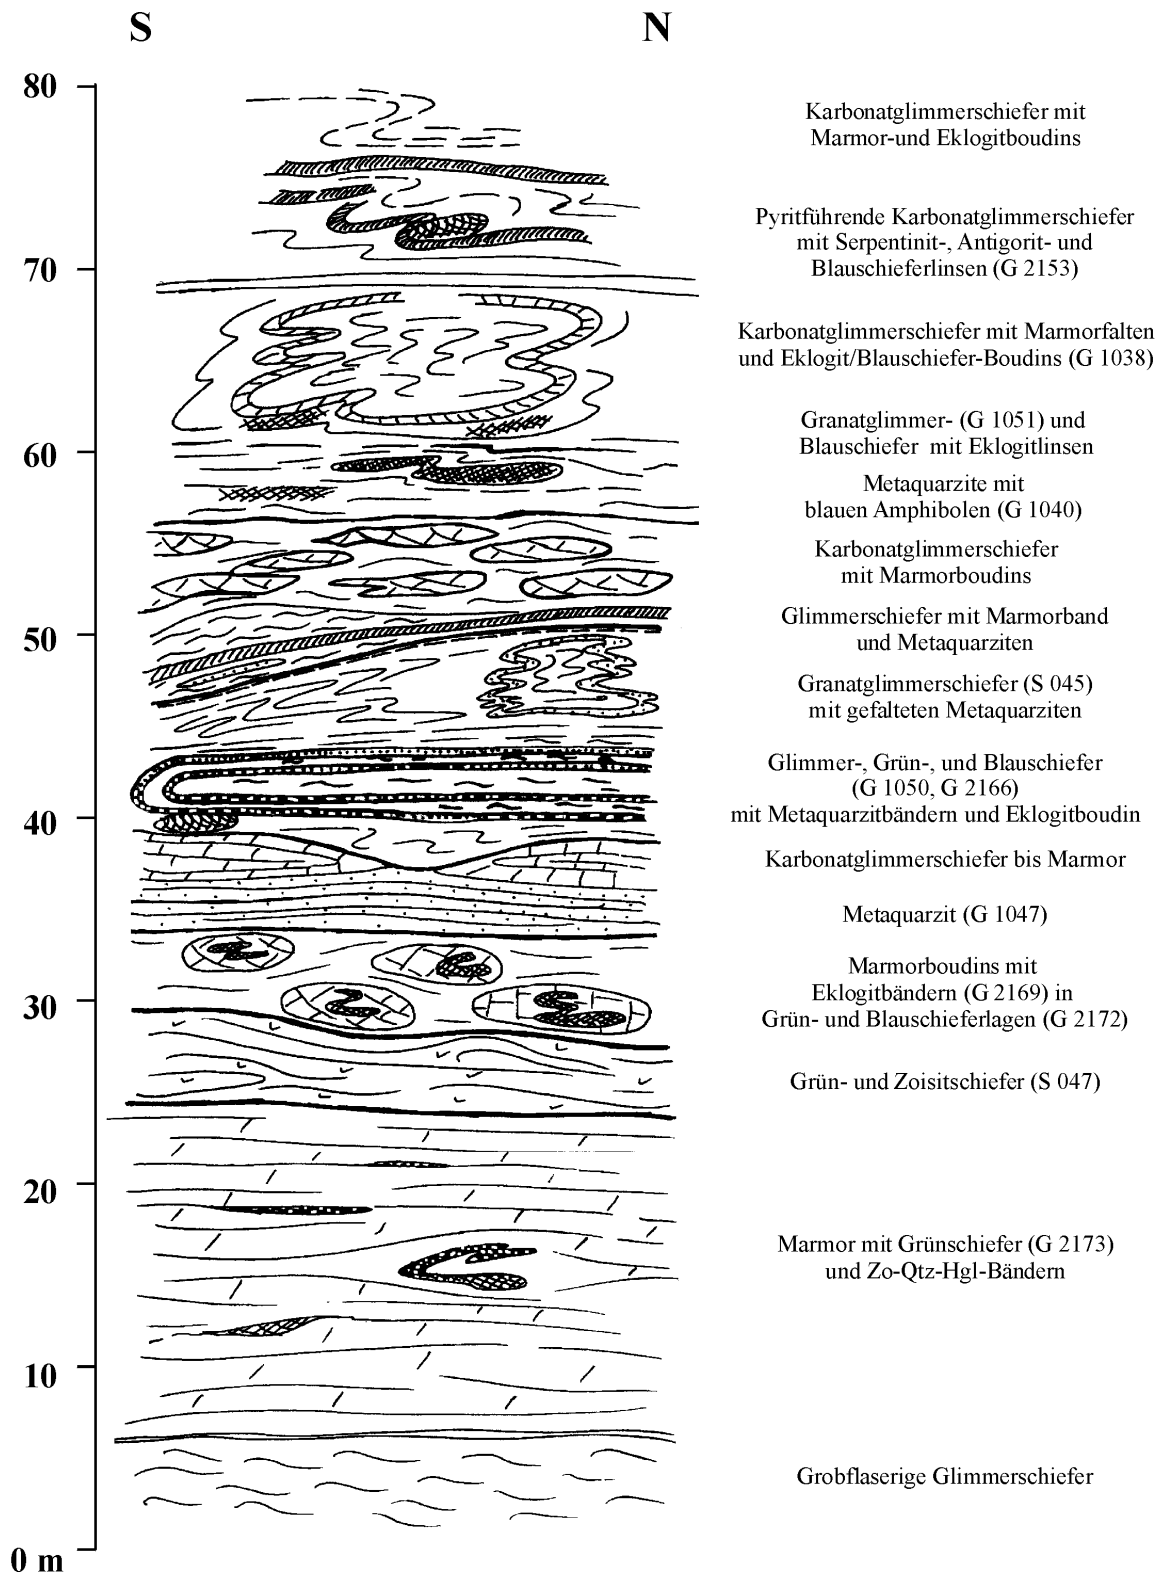 S N
80
Karbonatglimmerschiefer mit
Marmor-und Eklogitboudins
Pyritführende Karbonatglimmerschiefer
mit Serpentinit-, Antigorit- und
Blauschieferlinsen (G 2153)
70
Karbonatglimmerschiefer mit Marmorfalten
und Eklogit/Blauschiefer-Boudins (G 1038)
Granatglimmer- (G 1051) und
Blauschiefer mit Eklogitlinsen
60
Metaquarzite mit
blauen Amphibolen (G 1040)
Karbonatglimmerschiefer
mit Marmorboudins
Glimmerschiefer mit Marmorband
und Metaquarziten
50
Granatglimmerschiefer (S 045)
mit gefalteten Metaquarziten
Glimmer-, Grün-, und Blauschiefer
(G 1050, G 2166)
mit Metaquarzitbändern und Eklogitboudin
40
Karbonatglimmerschiefer bis Marmor
Metaquarzit (G 1047)
Marmorboudins mit
Eklogitbändern (G 2169) in
Grün- und Blauschieferlagen (G 2172)
30
Grün- und Zoisitschiefer (S 047)
20
Marmor mit Grünschiefer (G 2173)
und Zo-Qtz-Hgl-Bändern
10
Grobflaserige Glimmerschiefer
0 m